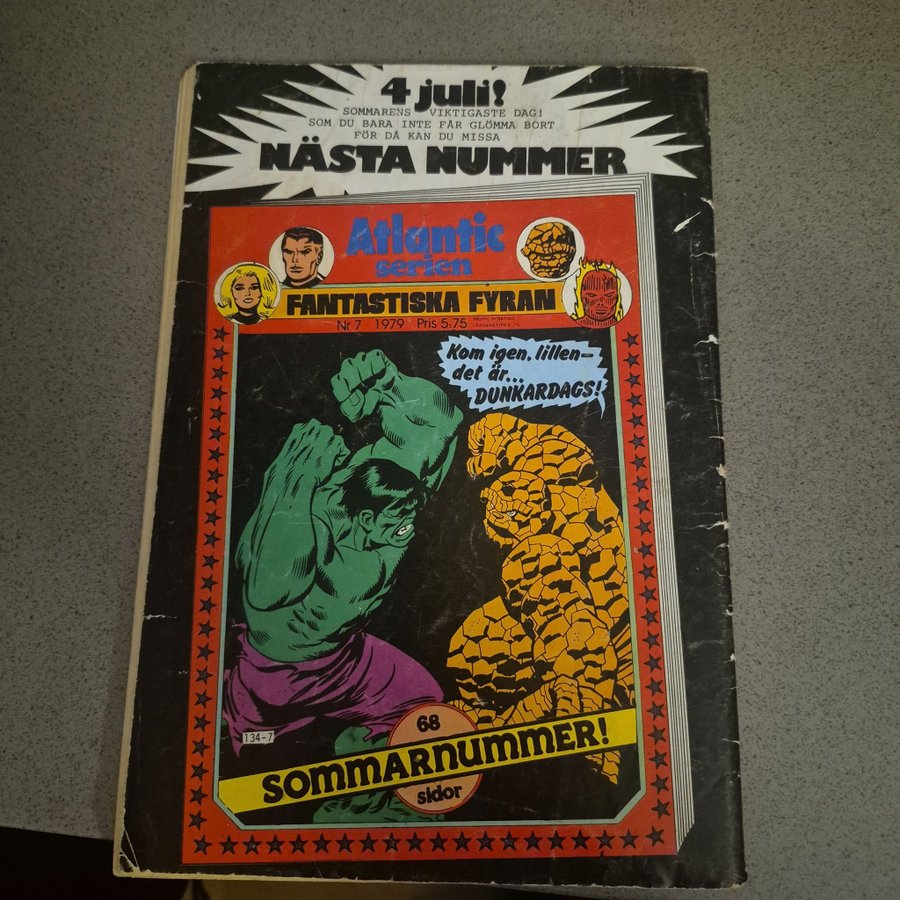 4 juli!
SOMMARENS VIKTIGASTE DAG!
SOM DU BARA INTE FÅR GLÖMMA BORT
FÖR DÅ KAN DU MISSA
NÄSTA NUMMER
Atlantic
serien
FANTASTISKA FYRAN
Nr 7 · 1979 · Pris 5:75
Kom igen, lillen–
det är...
DUNKARDAGS!
134-7
68
SOMMARNUMMER!
sidor